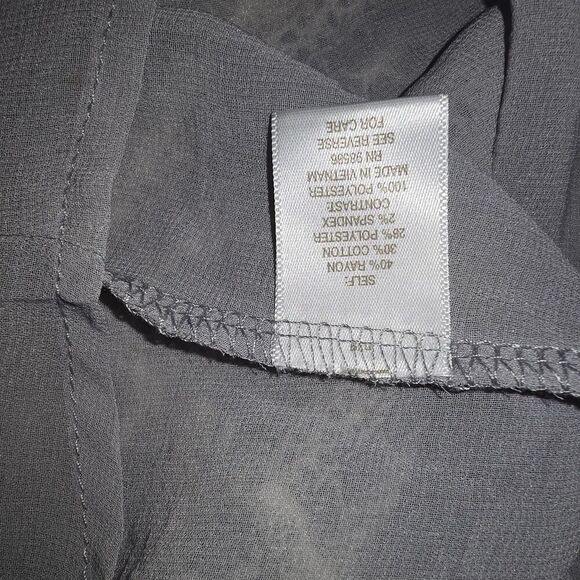 SELF:
40% RAYON
30% COTTON
28% POLYESTER
2% SPANDEX
CONTRAST:
100% POLYESTER
MADE IN VIETNAM
RN 98586
SEE REVERSE
FOR CARE